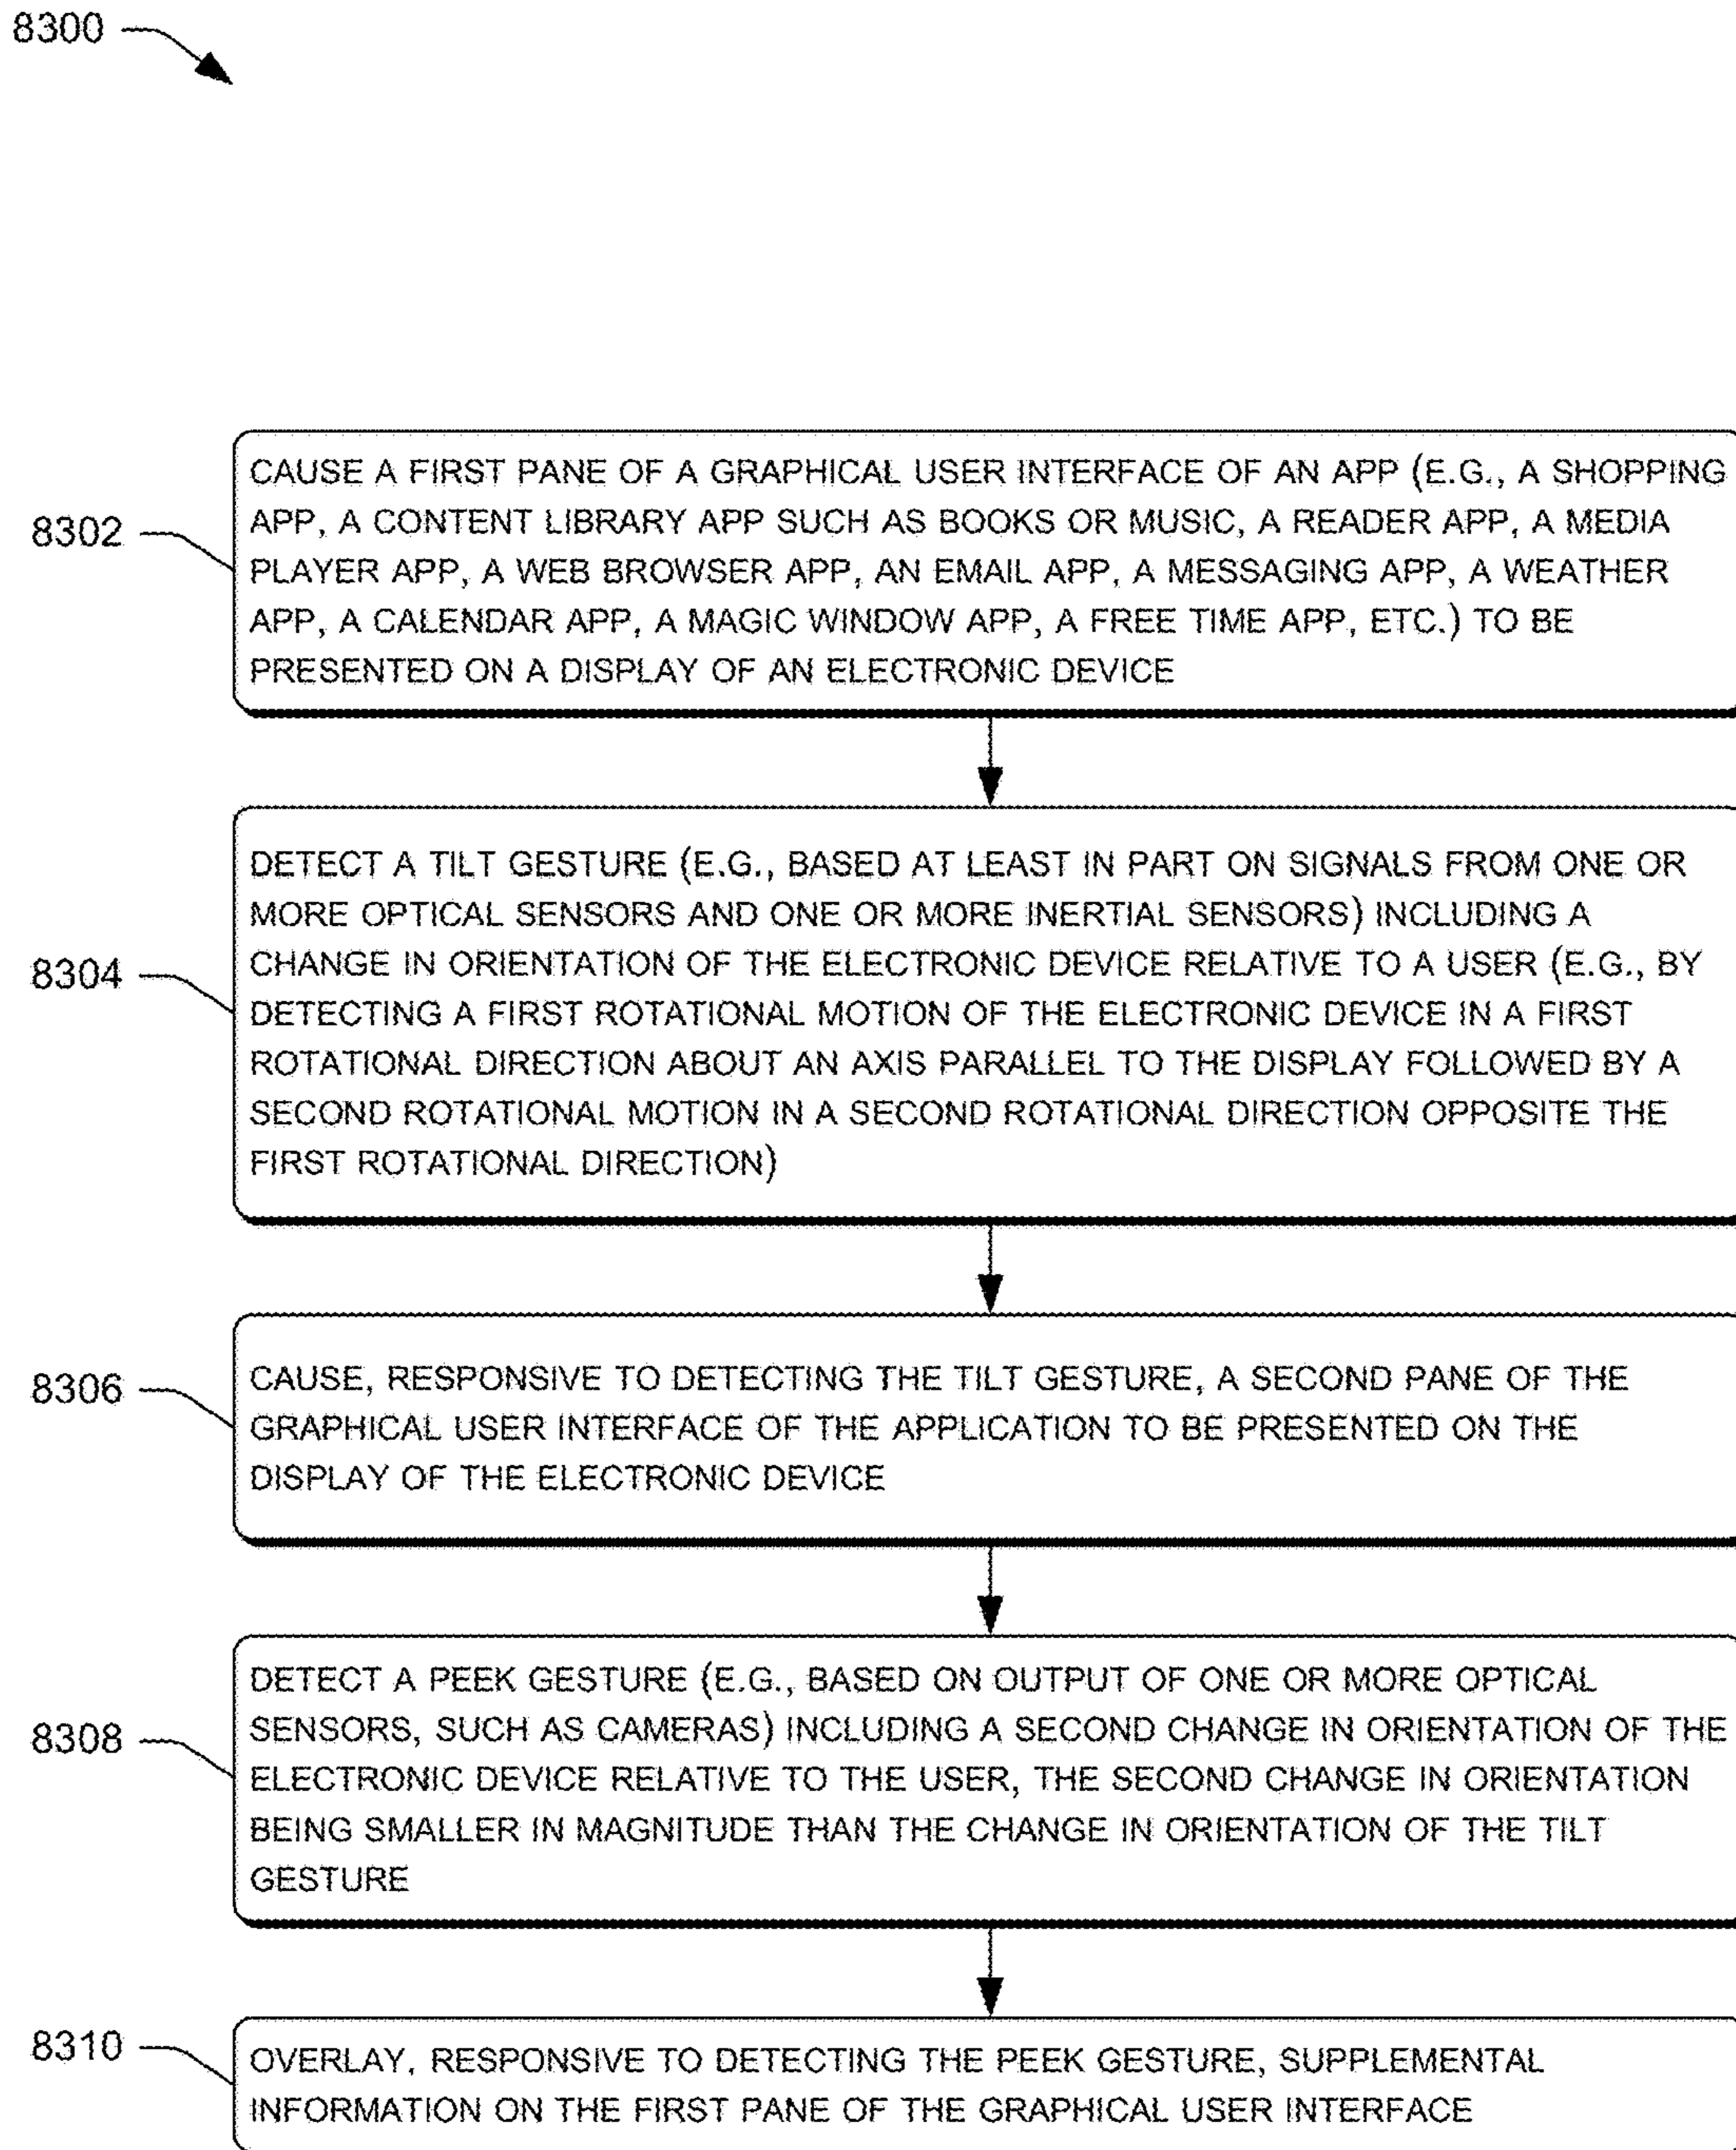 8300
8302
CAUSE A FIRST PANE OF A GRAPHICAL USER INTERFACE OF AN APP (E.G., A SHOPPING
APP, A CONTENT LIBRARY APP SUCH AS BOOKS OR MUSIC, A READER APP, A MEDIA
PLAYER APP, A WEB BROWSER APP, AN EMAIL APP, A MESSAGING APP, A WEATHER
APP, A CALENDAR APP, A MAGIC WINDOW APP, A FREE TIME APP, ETC.) TO BE
PRESENTED ON A DISPLAY OF AN ELECTRONIC DEVICE
8304
DETECT A TILT GESTURE (E.G., BASED AT LEAST IN PART ON SIGNALS FROM ONE OR
MORE OPTICAL SENSORS AND ONE OR MORE INERTIAL SENSORS) INCLUDING A
CHANGE IN ORIENTATION OF THE ELECTRONIC DEVICE RELATIVE TO A USER (E.G., BY
DETECTING A FIRST ROTATIONAL MOTION OF THE ELECTRONIC DEVICE IN A FIRST
ROTATIONAL DIRECTION ABOUT AN AXIS PARALLEL TO THE DISPLAY FOLLOWED BY A
SECOND ROTATIONAL MOTION IN A SECOND ROTATIONAL DIRECTION OPPOSITE THE
FIRST ROTATIONAL DIRECTION)
8306
CAUSE, RESPONSIVE TO DETECTING THE TILT GESTURE, A SECOND PANE OF THE
GRAPHICAL USER INTERFACE OF THE APPLICATION TO BE PRESENTED ON THE
DISPLAY OF THE ELECTRONIC DEVICE
8308
DETECT A PEEK GESTURE (E.G., BASED ON OUTPUT OF ONE OR MORE OPTICAL
SENSORS, SUCH AS CAMERAS) INCLUDING A SECOND CHANGE IN ORIENTATION OF THE
ELECTRONIC DEVICE RELATIVE TO THE USER, THE SECOND CHANGE IN ORIENTATION
BEING SMALLER IN MAGNITUDE THAN THE CHANGE IN ORIENTATION OF THE TILT
GESTURE
8310
OVERLAY, RESPONSIVE TO DETECTING THE PEEK GESTURE, SUPPLEMENTAL
INFORMATION ON THE FIRST PANE OF THE GRAPHICAL USER INTERFACE